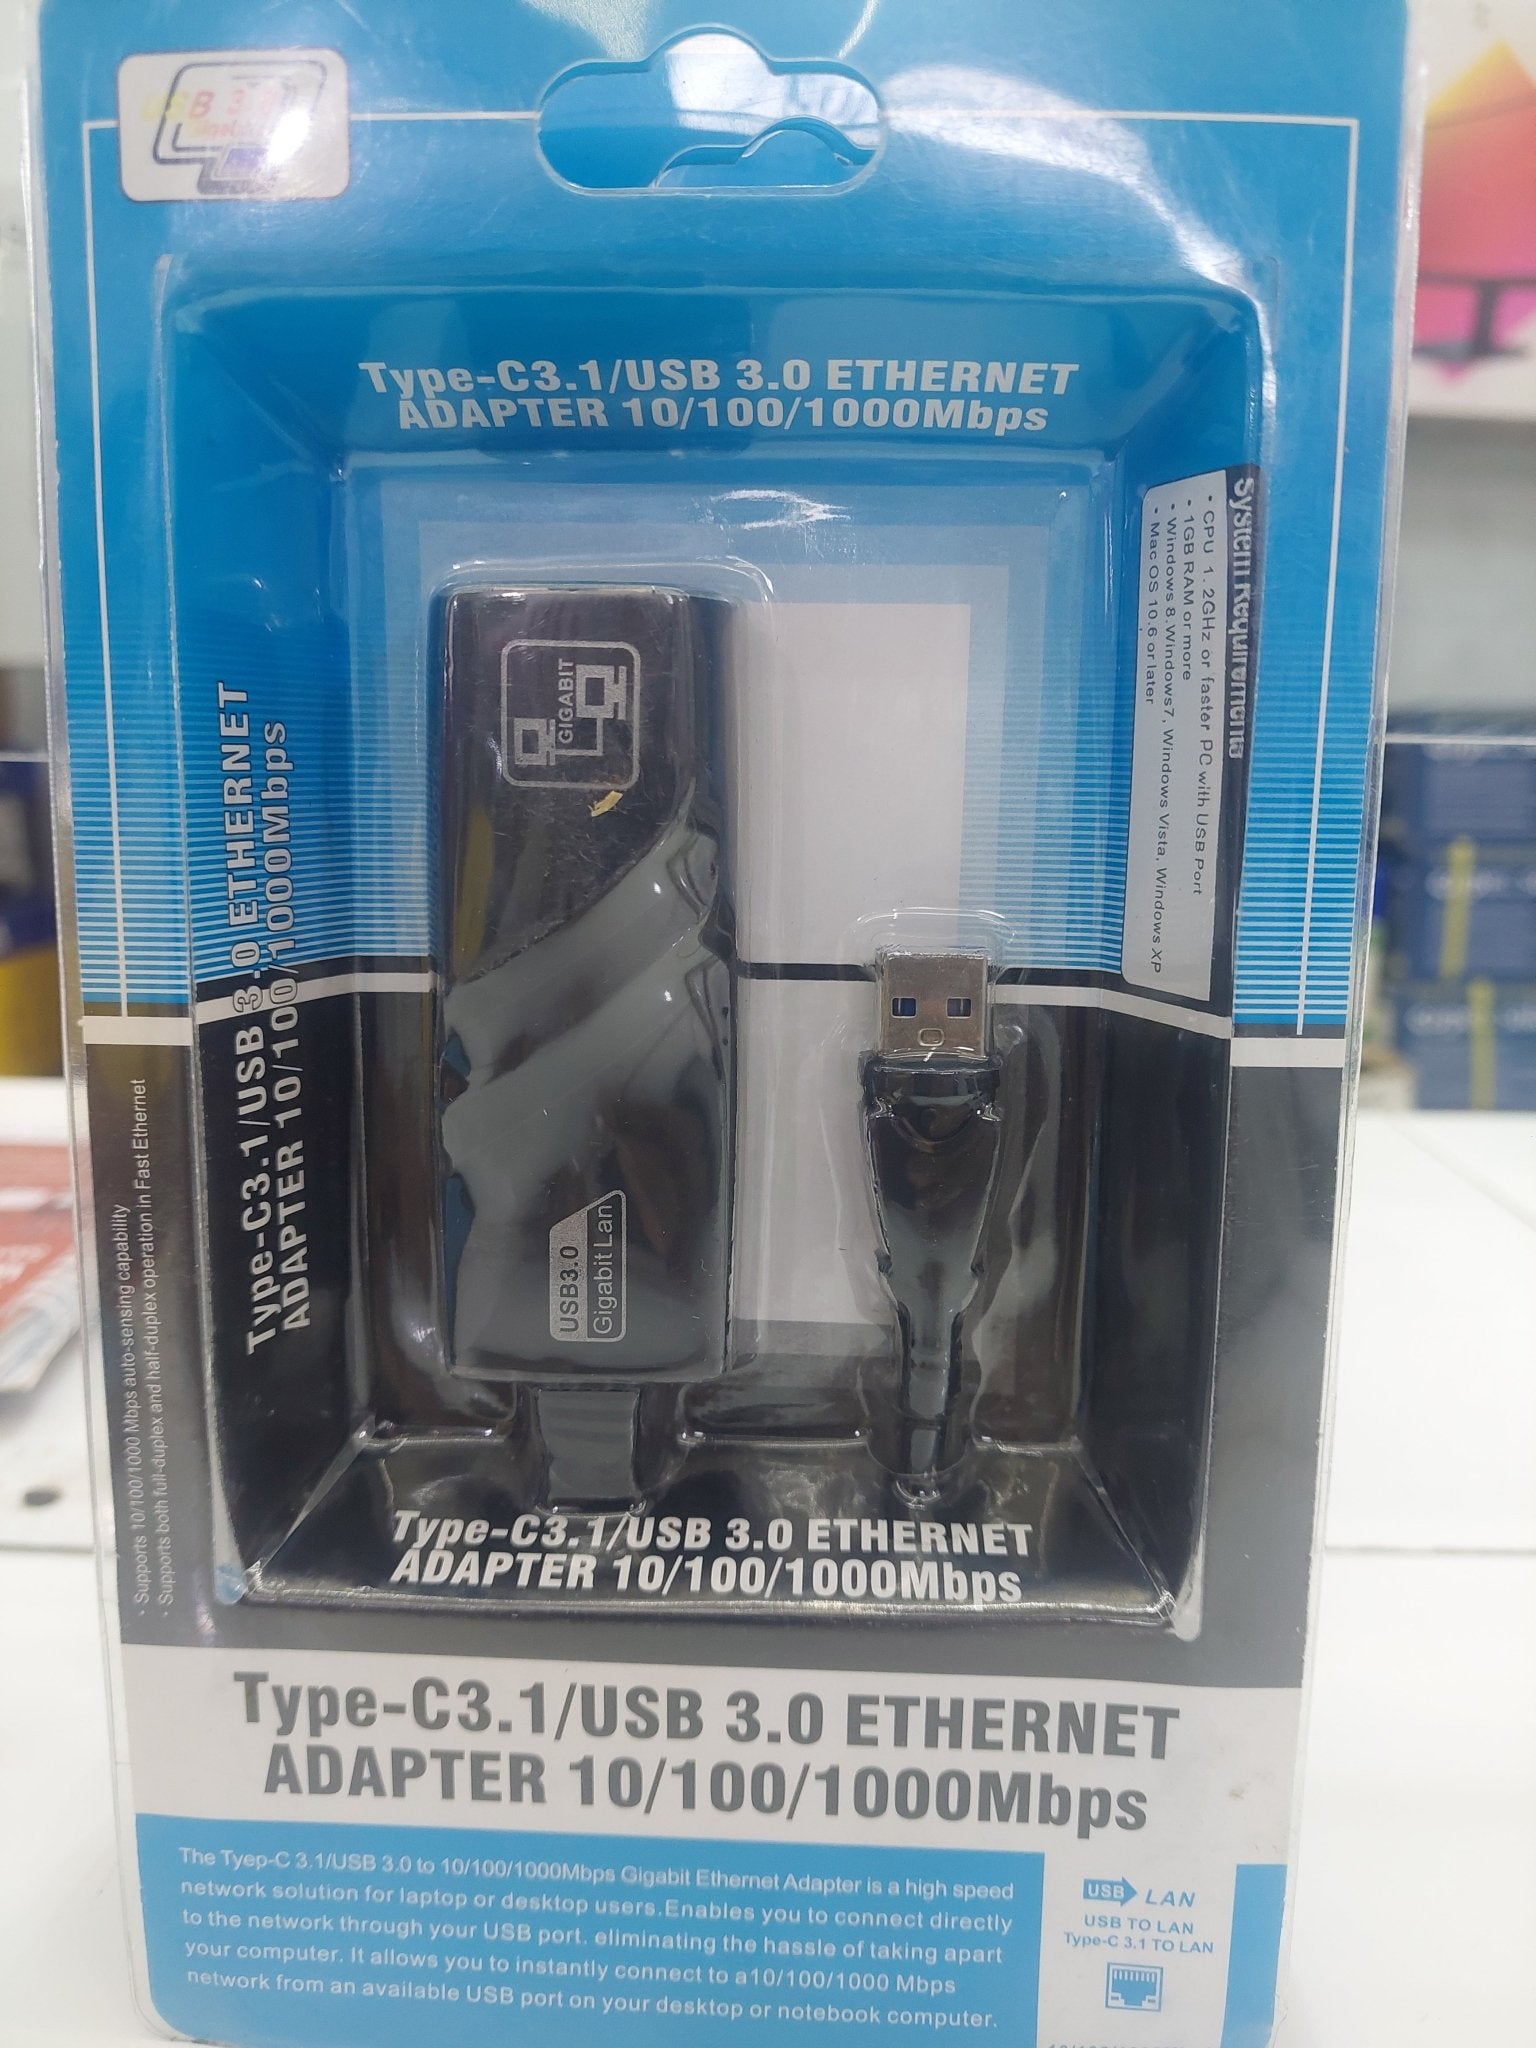 USB 3.0
Type-C3.1/USB 3.0 ETHERNET
ADAPTER 10/100/1000Mbps
System Requirements
• CPU 1.2GHz or faster PC with USB Port
• 1GB RAM or more
• Windows 8.Windows7, Windows Vista, Windows XP
• Mac OS 10.6 or later
GIGABIT
USB3.0
Gigabit Lan
Type-C3.1/USB 3.0 ETHERNET
ADAPTER 10/100/1000Mbps
• Supports 10/100/1000 Mbps auto-sensing capability
• Supports both full-duplex and half-duplex operation in Fast Ethernet
Type-C3.1/USB 3.0 ETHERNET
ADAPTER 10/100/1000Mbps
Type-C3.1/USB 3.0 ETHERNET
ADAPTER 10/100/1000Mbps
The Tyep-C 3.1/USB 3.0 to 10/100/1000Mbps Gigabit Ethernet Adapter is a high speed
network solution for laptop or desktop users.Enables you to connect directly
to the network through your USB port. eliminating the hassle of taking apart
your computer. It allows you to instantly connect to a10/100/1000 Mbps
network from an available USB port on your desktop or notebook computer.
USB LAN
USB TO LAN
Type-C 3.1 TO LAN